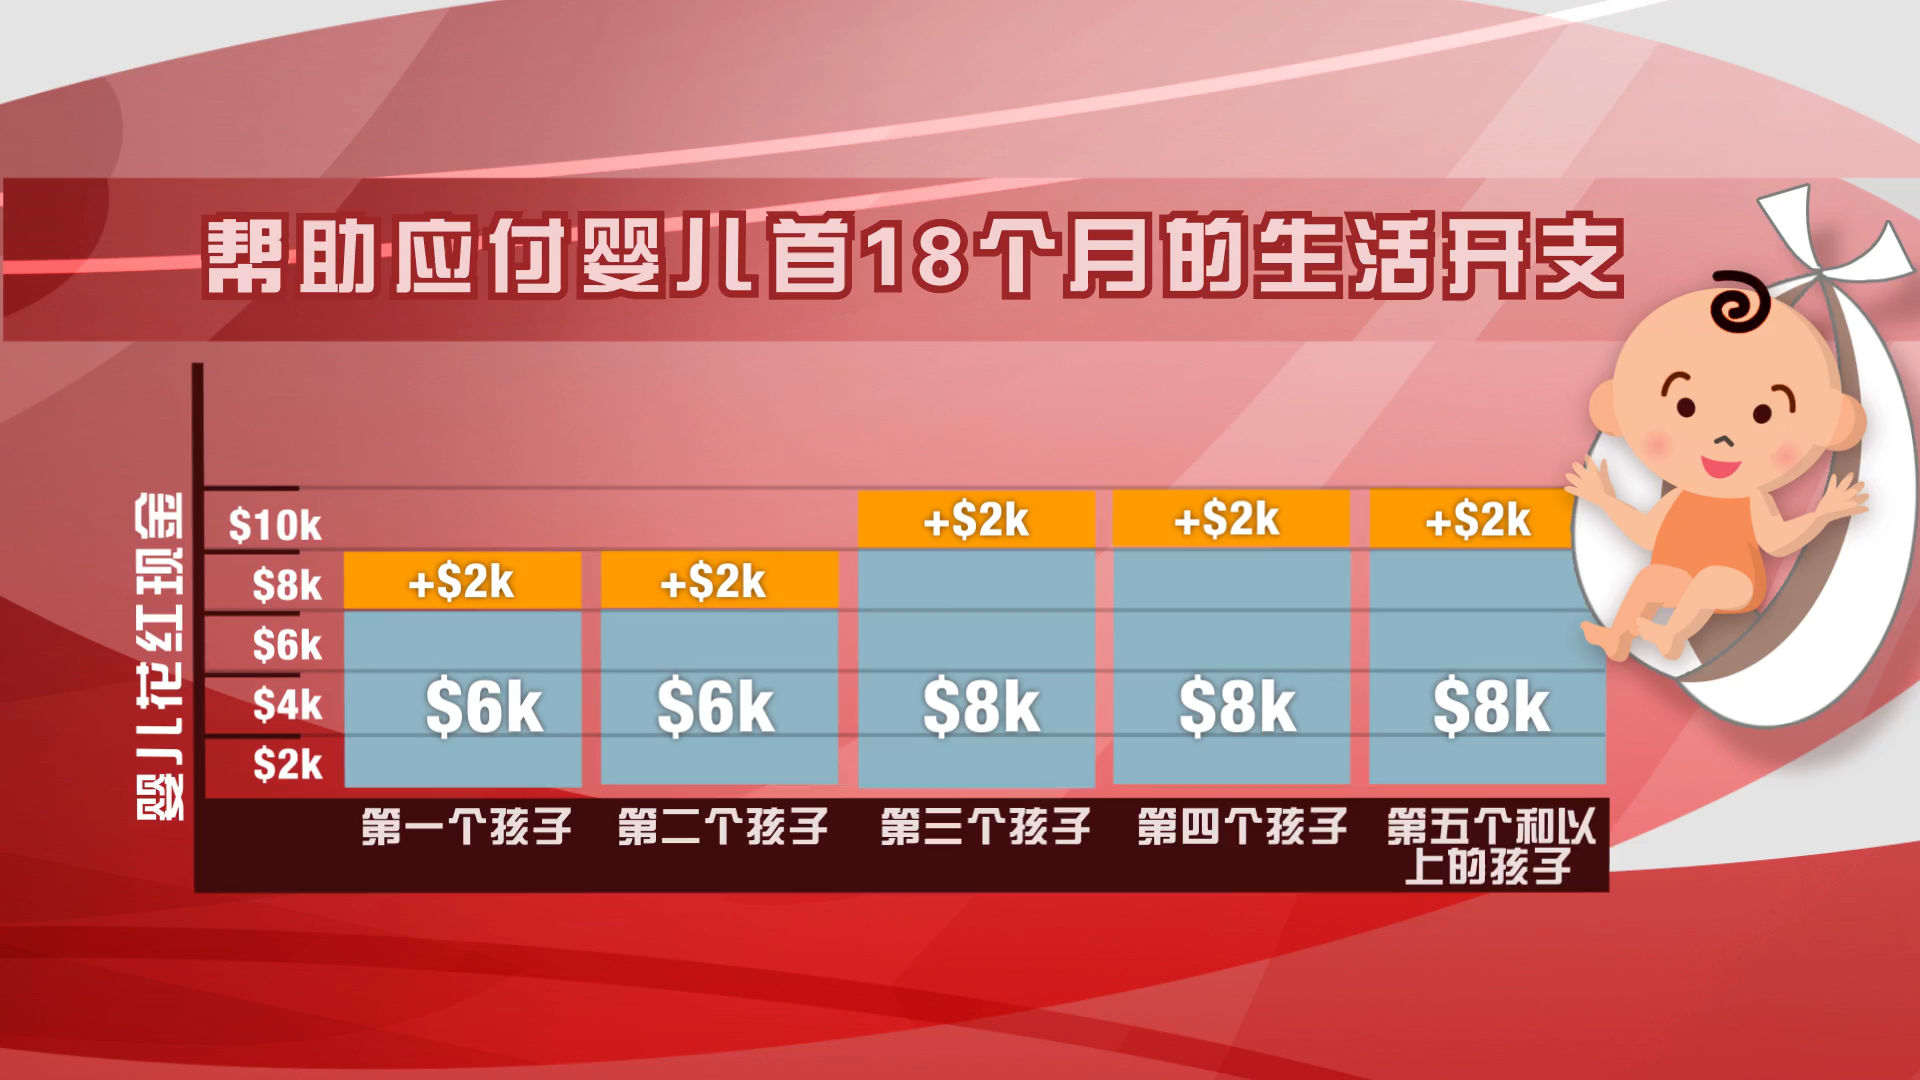 帮助应付婴儿首18个月的生活开支
婴儿花红现金
$10k
$8k
$6k
$4k
$2k
+$2k
+$2k
+$2k
+$2k
+$2k
$6k
$6k
$8k
$8k
$8k
第一个孩子
第二个孩子
第三个孩子
第四个孩子
第五个和以
上的孩子